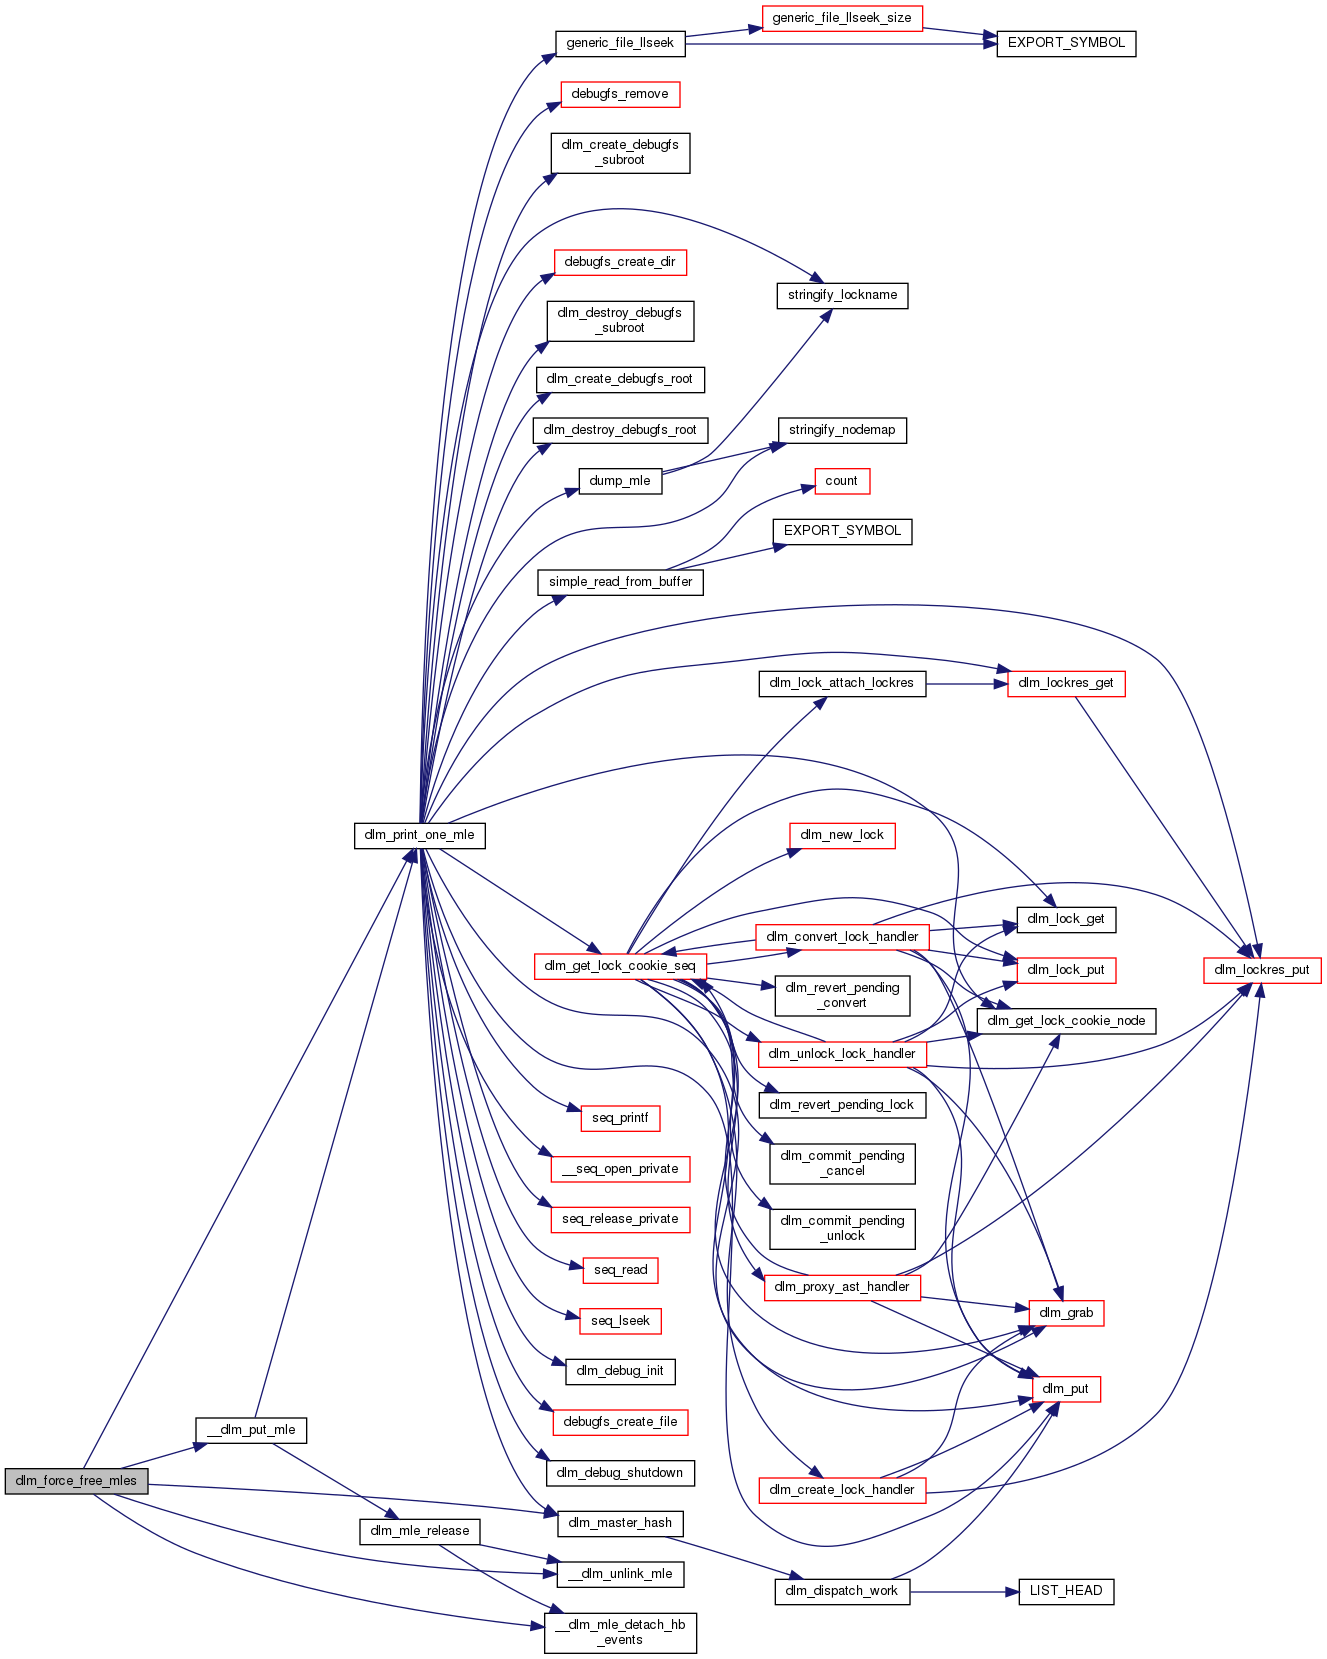 generic_file_llseek_size
generic_file_llseek
EXPORT_SYMBOL
debugfs_remove
dlm_create_debugfs
_subroot
debugfs_create_dir
stringify_lockname
dlm_destroy_debugfs
_subroot
dlm_create_debugfs_root
dlm_destroy_debugfs_root
stringify_nodemap
dump_mle
count
EXPORT_SYMBOL
simple_read_from_buffer
dlm_lock_attach_lockres
dlm_lockres_get
dlm_print_one_mle
dlm_new_lock
dlm_lock_get
dlm_convert_lock_handler
dlm_get_lock_cookie_seq
dlm_lock_put
dlm_lockres_put
dlm_revert_pending
_convert
dlm_get_lock_cookie_node
dlm_unlock_lock_handler
dlm_revert_pending_lock
seq_printf
dlm_commit_pending
_cancel
__seq_open_private
seq_release_private
dlm_commit_pending
_unlock
seq_read
dlm_proxy_ast_handler
dlm_grab
seq_lseek
dlm_debug_init
dlm_put
debugfs_create_file
__dlm_put_mle
dlm_debug_shutdown
dlm_force_free_mles
dlm_create_lock_handler
dlm_master_hash
dlm_mle_release
__dlm_unlink_mle
dlm_dispatch_work
LIST_HEAD
__dlm_mle_detach_hb
_events